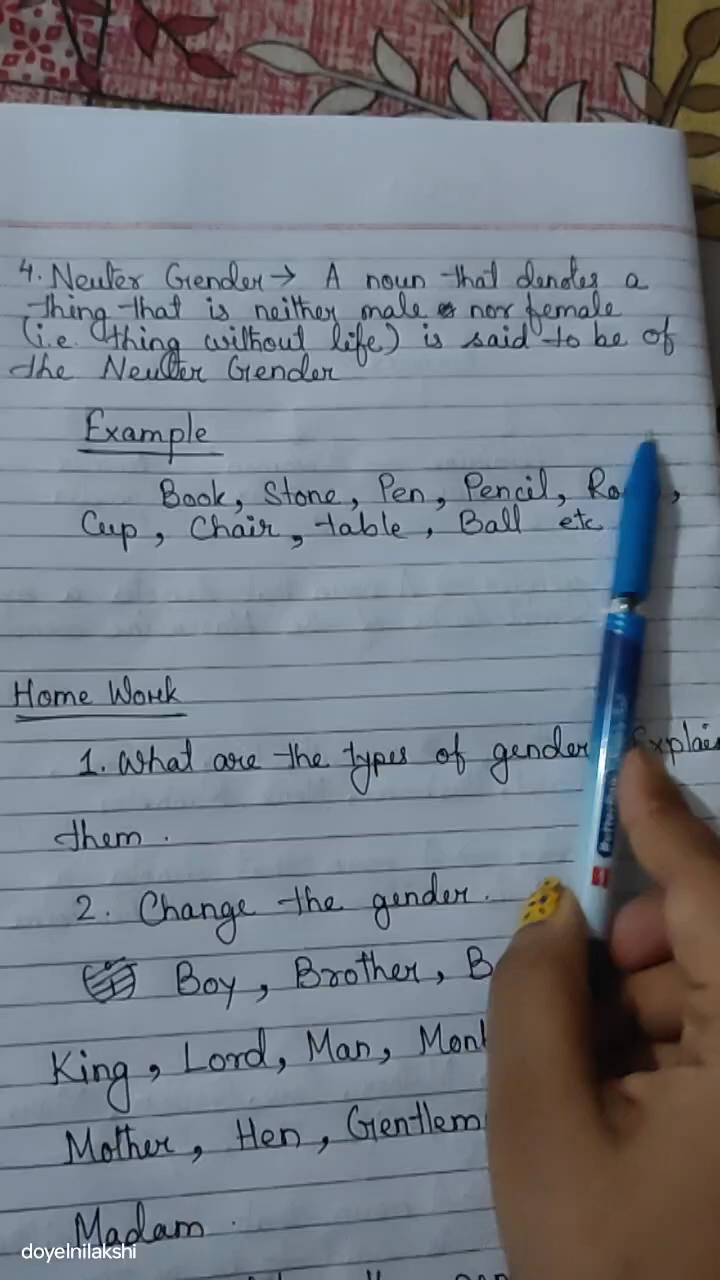 4. Neuter Gender → A noun that denotes a
thing that is neither male nor female
(i.e. thing without life) is said to be of
the Neuter Gender
Example
Book, Stone, Pen, Pencil,
Cup, Chair, table, Ball etc
Home Work
1. What are the types of gender
them.
2. Change the gender.
Boy, Brother,
King, Lord, Man,
Mother, Hen,
Madam.
doyelnilakshi